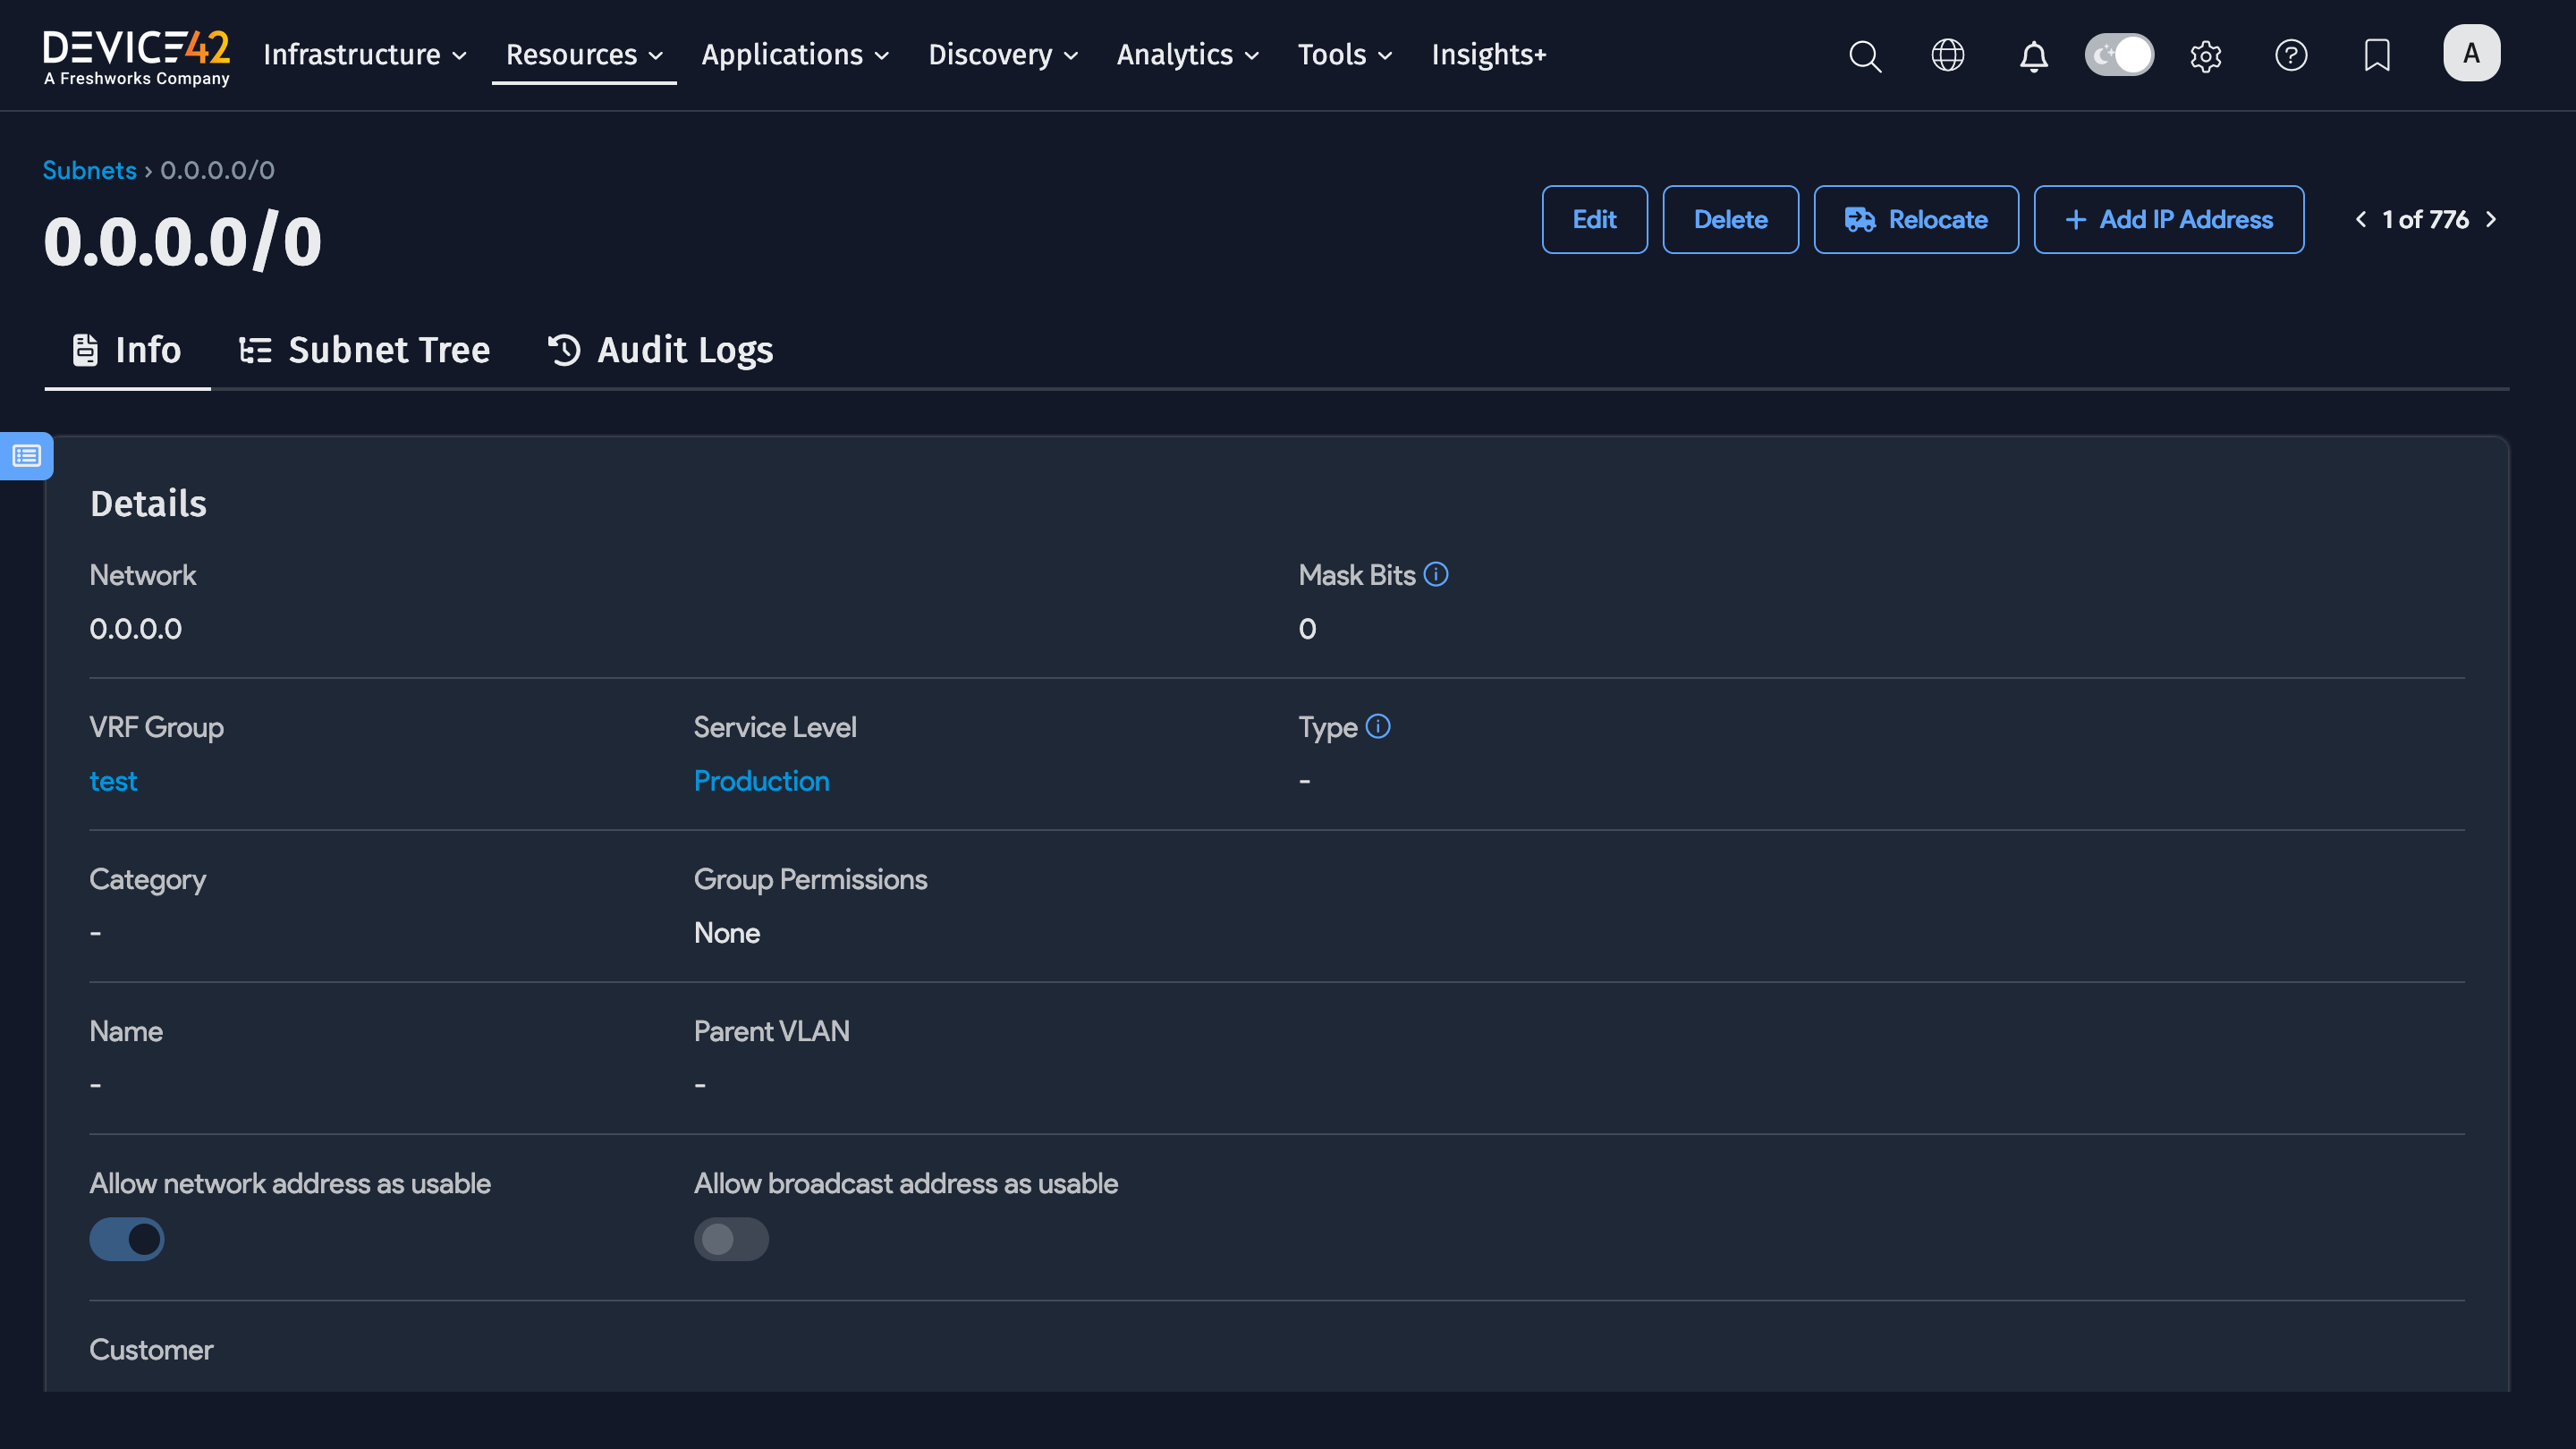 DEVICE42
A Freshworks Company
Infrastructure
Resources
Applications
Discovery
Analytics
Tools
Insights+
A
Subnets › 0.0.0.0/0
0.0.0.0/0
Edit
Delete
Relocate
+ Add IP Address
1 of 776
Info
Subnet Tree
Audit Logs
Details
Network
Mask Bits
0.0.0.0
0
VRF Group
Service Level
Type
test
Production
-
Category
Group Permissions
-
None
Name
Parent VLAN
-
-
Allow network address as usable
Allow broadcast address as usable
Customer